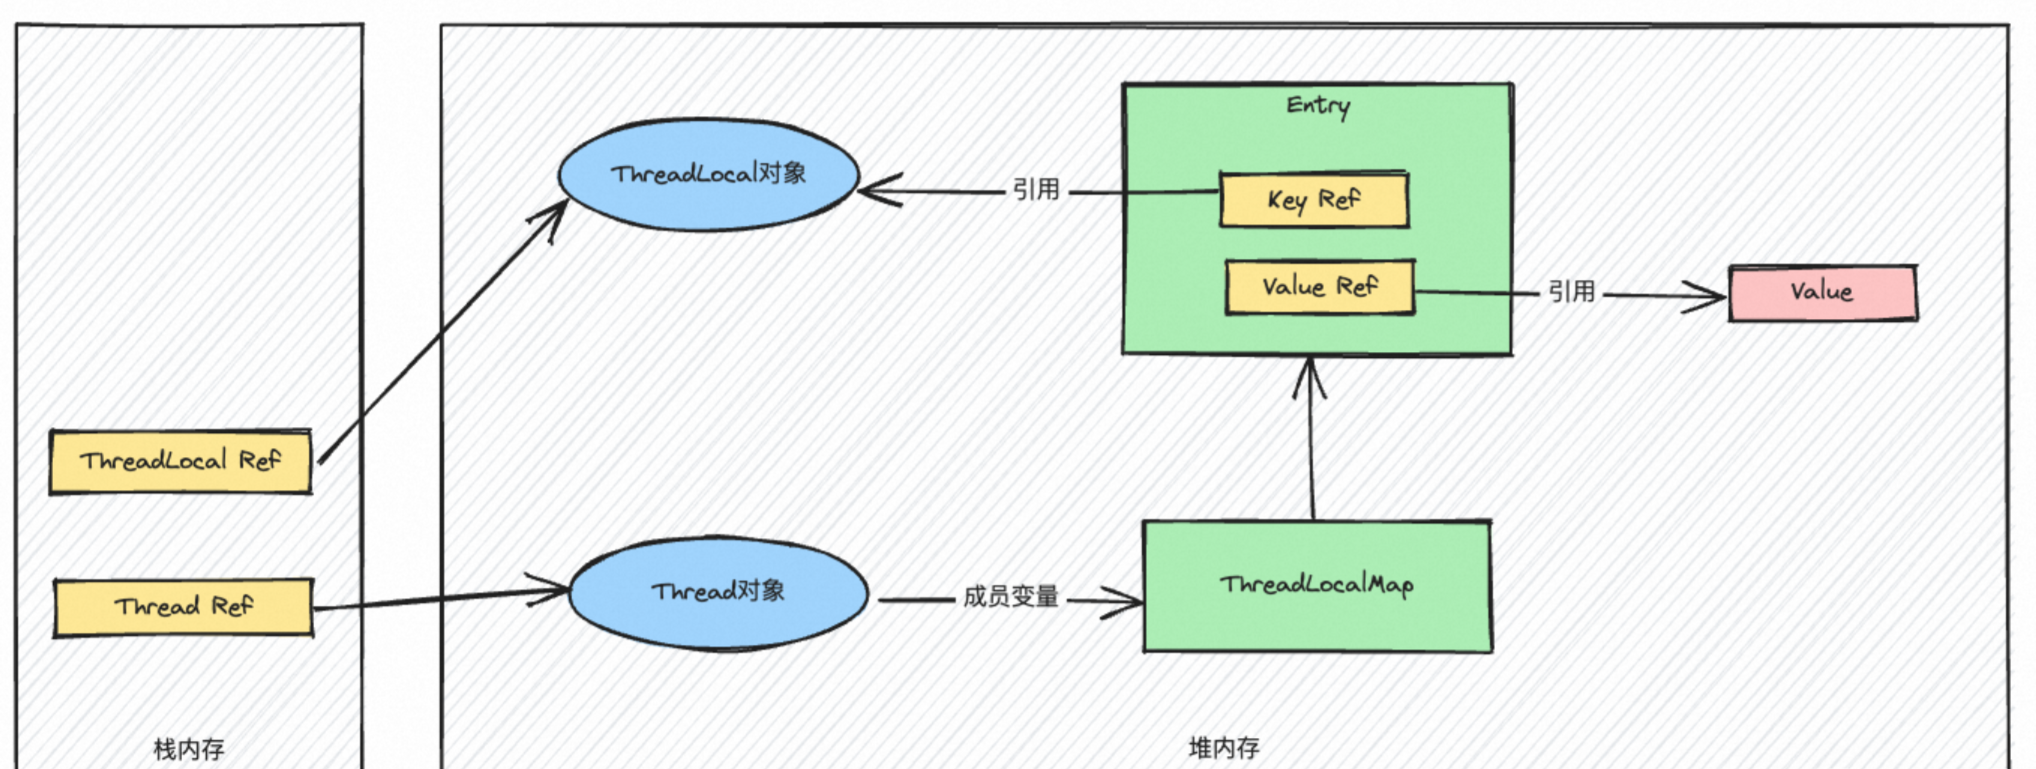 Entry
ThreadLocal对象
引用
Key Ref
Value Ref
引用
Value
ThreadLocal Ref
Thread Ref
Thread对象
成员变量
ThreadLocalMap
栈内存
堆内存